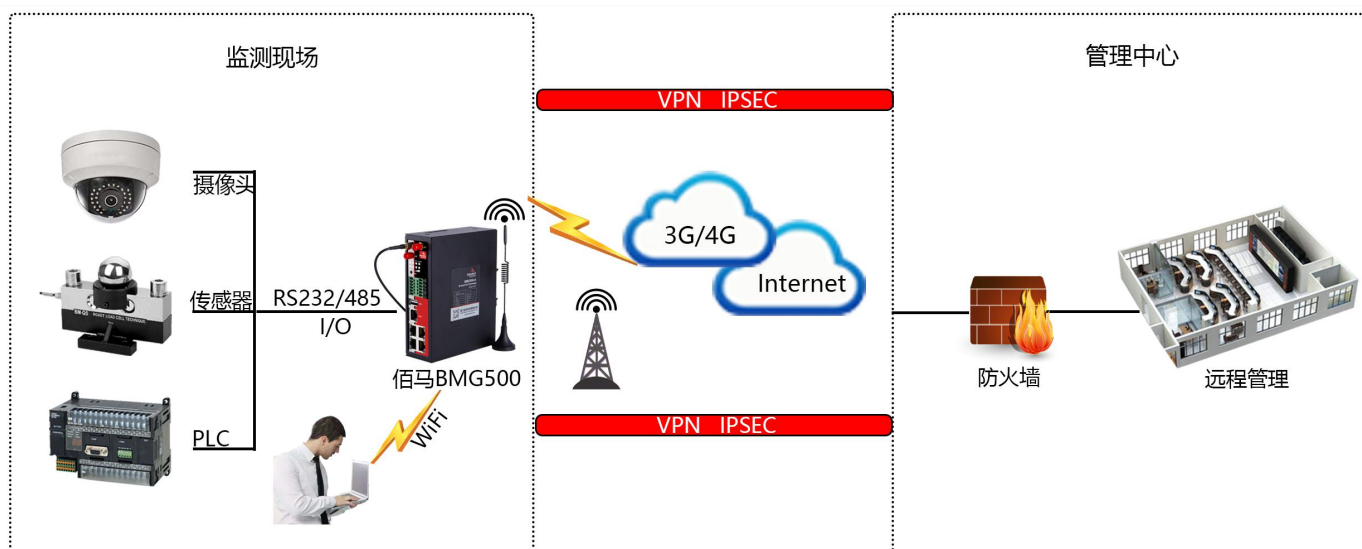 监测现场
管理中心
VPN IPSEC
摄像头
3G/4G
Internet
传感器
RS232/485
I/O
佰马BMG500
防火墙
远程管理
PLC
WiFi
VPN IPSEC